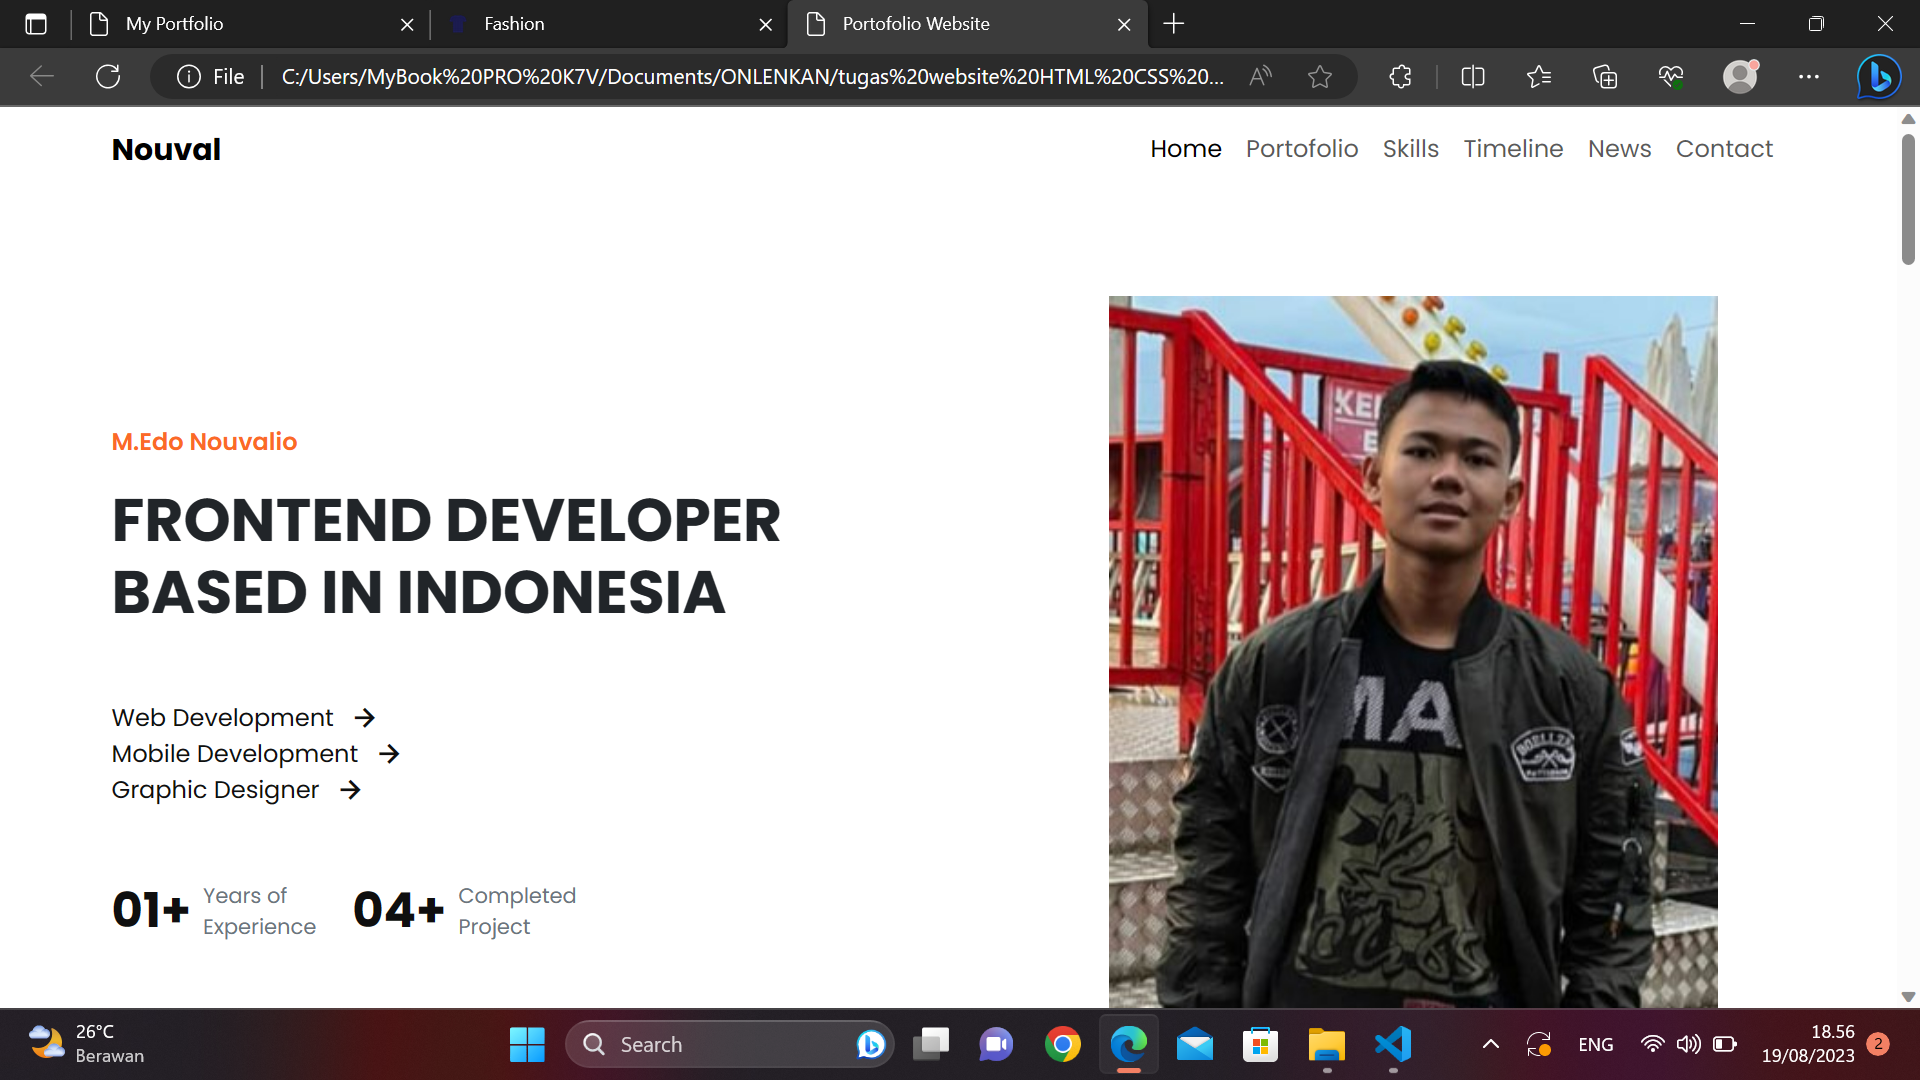 My Portfolio
Fashion
Portofolio Website
File
C:/Users/MyBook%20PRO%20K7V/Documents/ONLENKAN/tugas%20website%20HTML%20CSS%20...
Nouval
Home Portofolio Skills Timeline News Contact
M.Edo Nouvalio
FRONTEND DEVELOPER
BASED IN INDONESIA
Web Development →
Mobile Development →
Graphic Designer →
01+ Years of
Experience
04+ Completed
Project
MA
26°C
Berawan
Search
ENG
18.56
19/08/2023
2